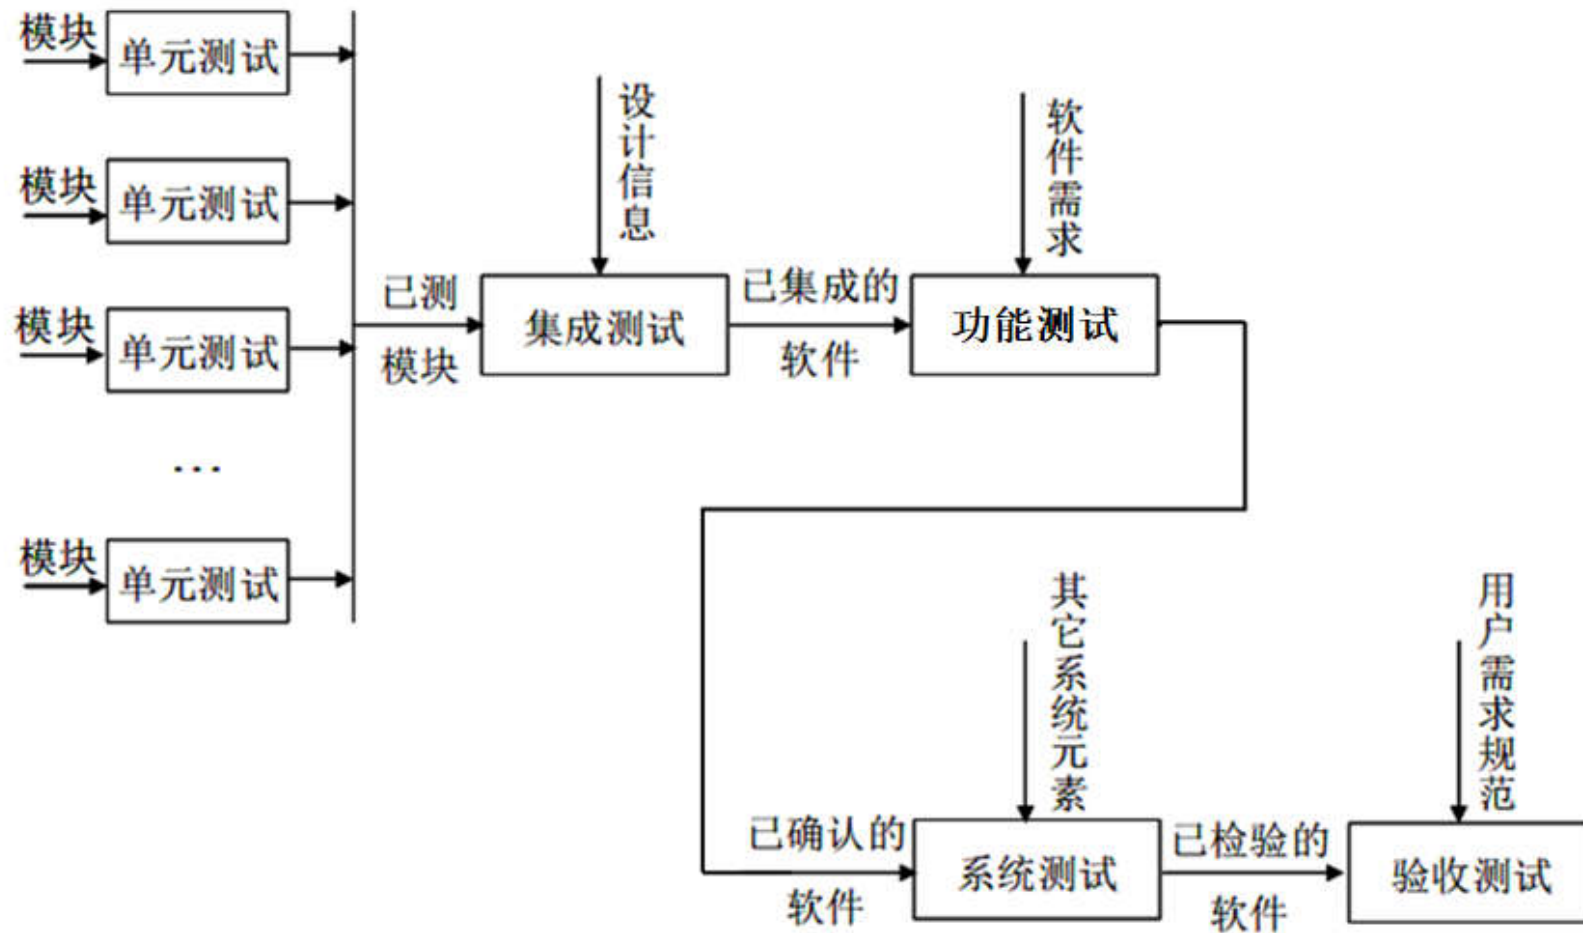 模块
单元测试
模块
单元测试
模块
单元测试
...
模块
单元测试
已测
模块
设计信息
集成测试
已集成的
软件
软件需求
功能测试
已确认的
软件
其它系统元素
系统测试
已检验的
软件
用户需求规范
验收测试